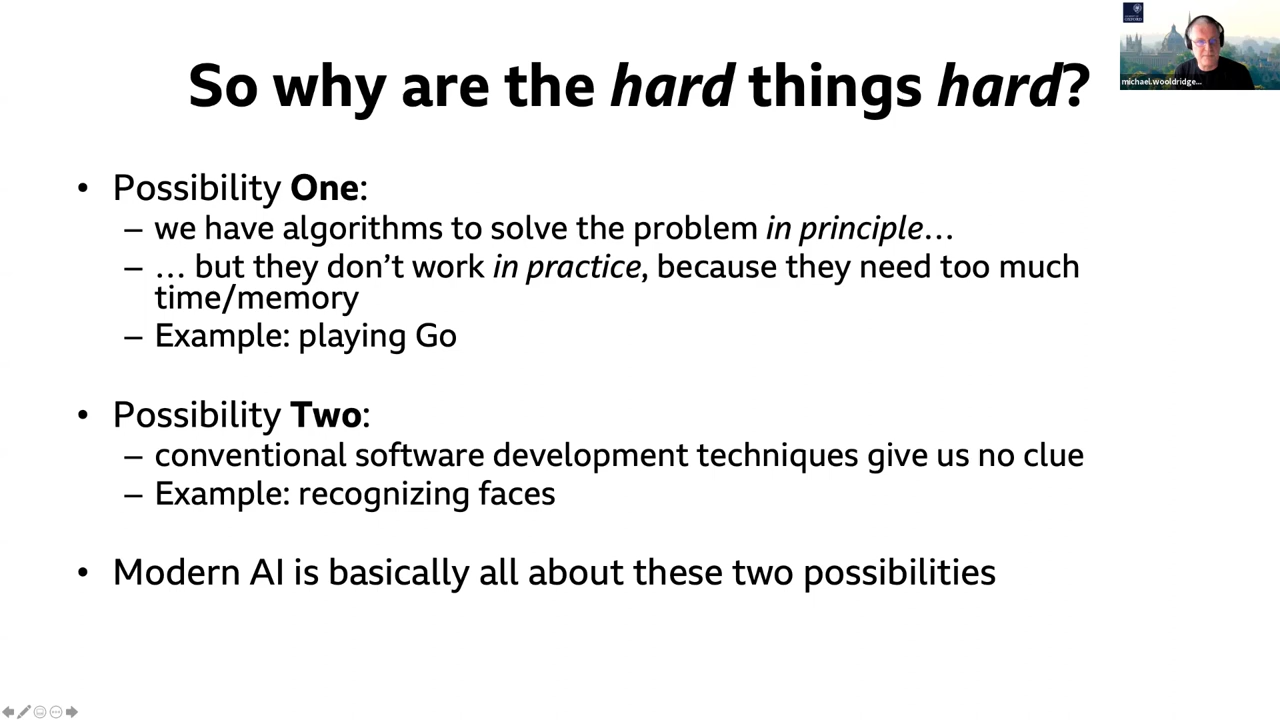 So why are the hard things hard?
• Possibility One:
– we have algorithms to solve the problem in principle…
– … but they don't work in practice, because they need too much
time/memory
– Example: playing Go
• Possibility Two:
– conventional software development techniques give us no clue
– Example: recognizing faces
• Modern AI is basically all about these two possibilities
OXFORD
michael.wooldridge...